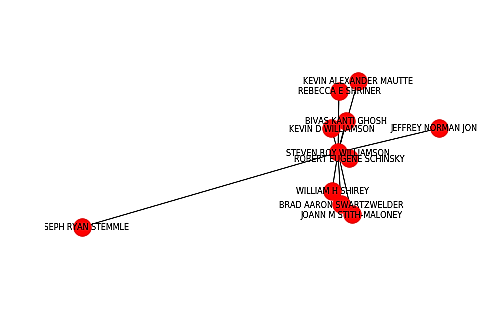 KEVIN ALEXANDER MAUTTE
REBECCA E SHRINER
BIVAS KANTI GHOSH
KEVIN D WILLIAMSON
JEFFREY NORMAN JON
STEVEN ROY WILLIAMSON
ROBERT EUGENE SCHINSKY
WILLIAM H SHIREY
BRAD AARON SWARTZWELDER
JOANN M STITH-MALONEY
SEPH RYAN STEMMLE